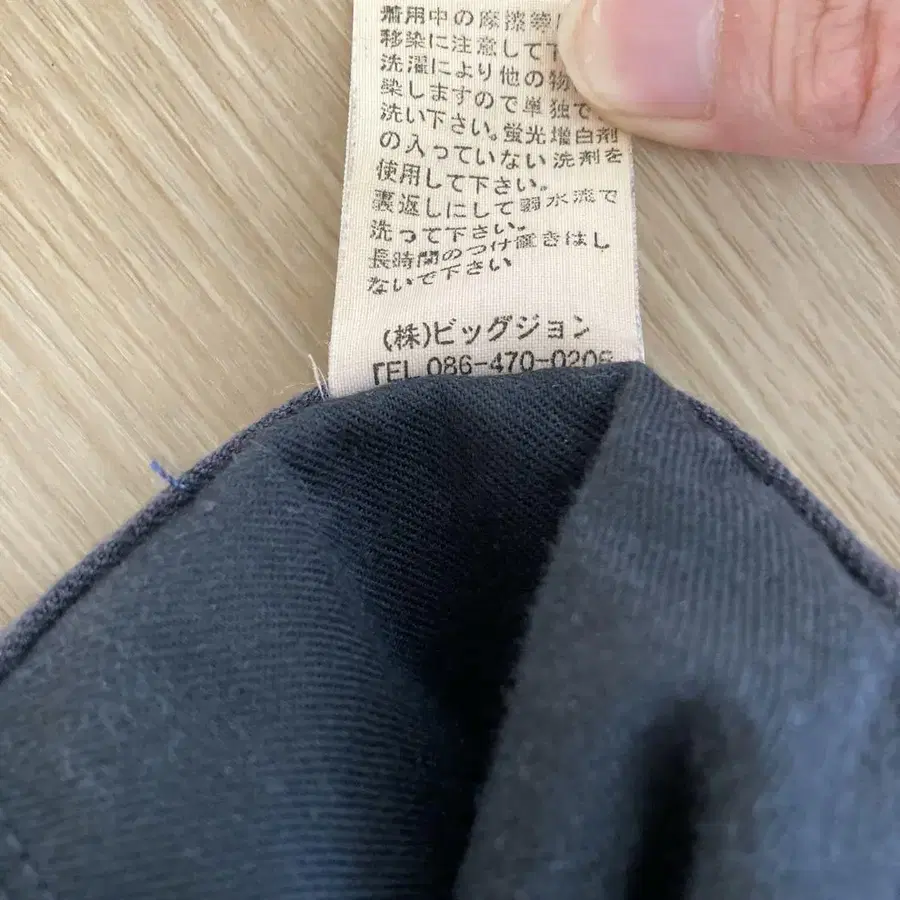 着用中の摩擦等に
移染に注意して下
洗濯により他の物
染しますので単独で
洗い下さい。蛍光増白剤
の入っていない洗剤を
使用して下さい。
裏返しにして弱水流で
洗って下さい。
長時間のつけ置きはし
ないで下さい
(株)ビッグジョン
TEL 086-470-0206